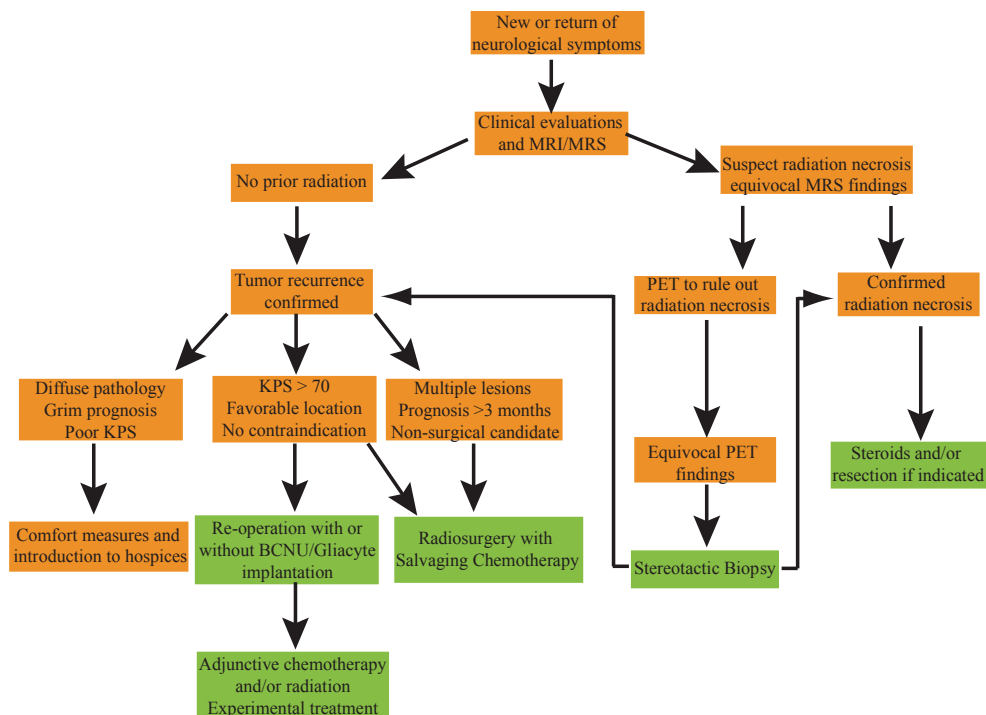 New or return of
neurological symptoms
Clinical evaluations
and MRI/MRS
No prior radiation
Suspect radiation necrosis
equivocal MRS findings
Tumor recurrence
confirmed
PET to rule out
radiation necrosis
Confirmed
radiation necrosis
Diffuse pathology
Grim prognosis
Poor KPS
KPS > 70
Favorable location
No contraindication
Multiple lesions
Prognosis >3 months
Non-surgical candidate
Equivocal PET
findings
Steroids and/or
resection if indicated
Comfort measures and
introduction to hospices
Re-operation with or
without BCNU/Gliacyte
implantation
Radiosurgery with
Salvaging Chemotherapy
Stereotactic Biopsy
Adjunctive chemotherapy
and/or radiation
Experimental treatment